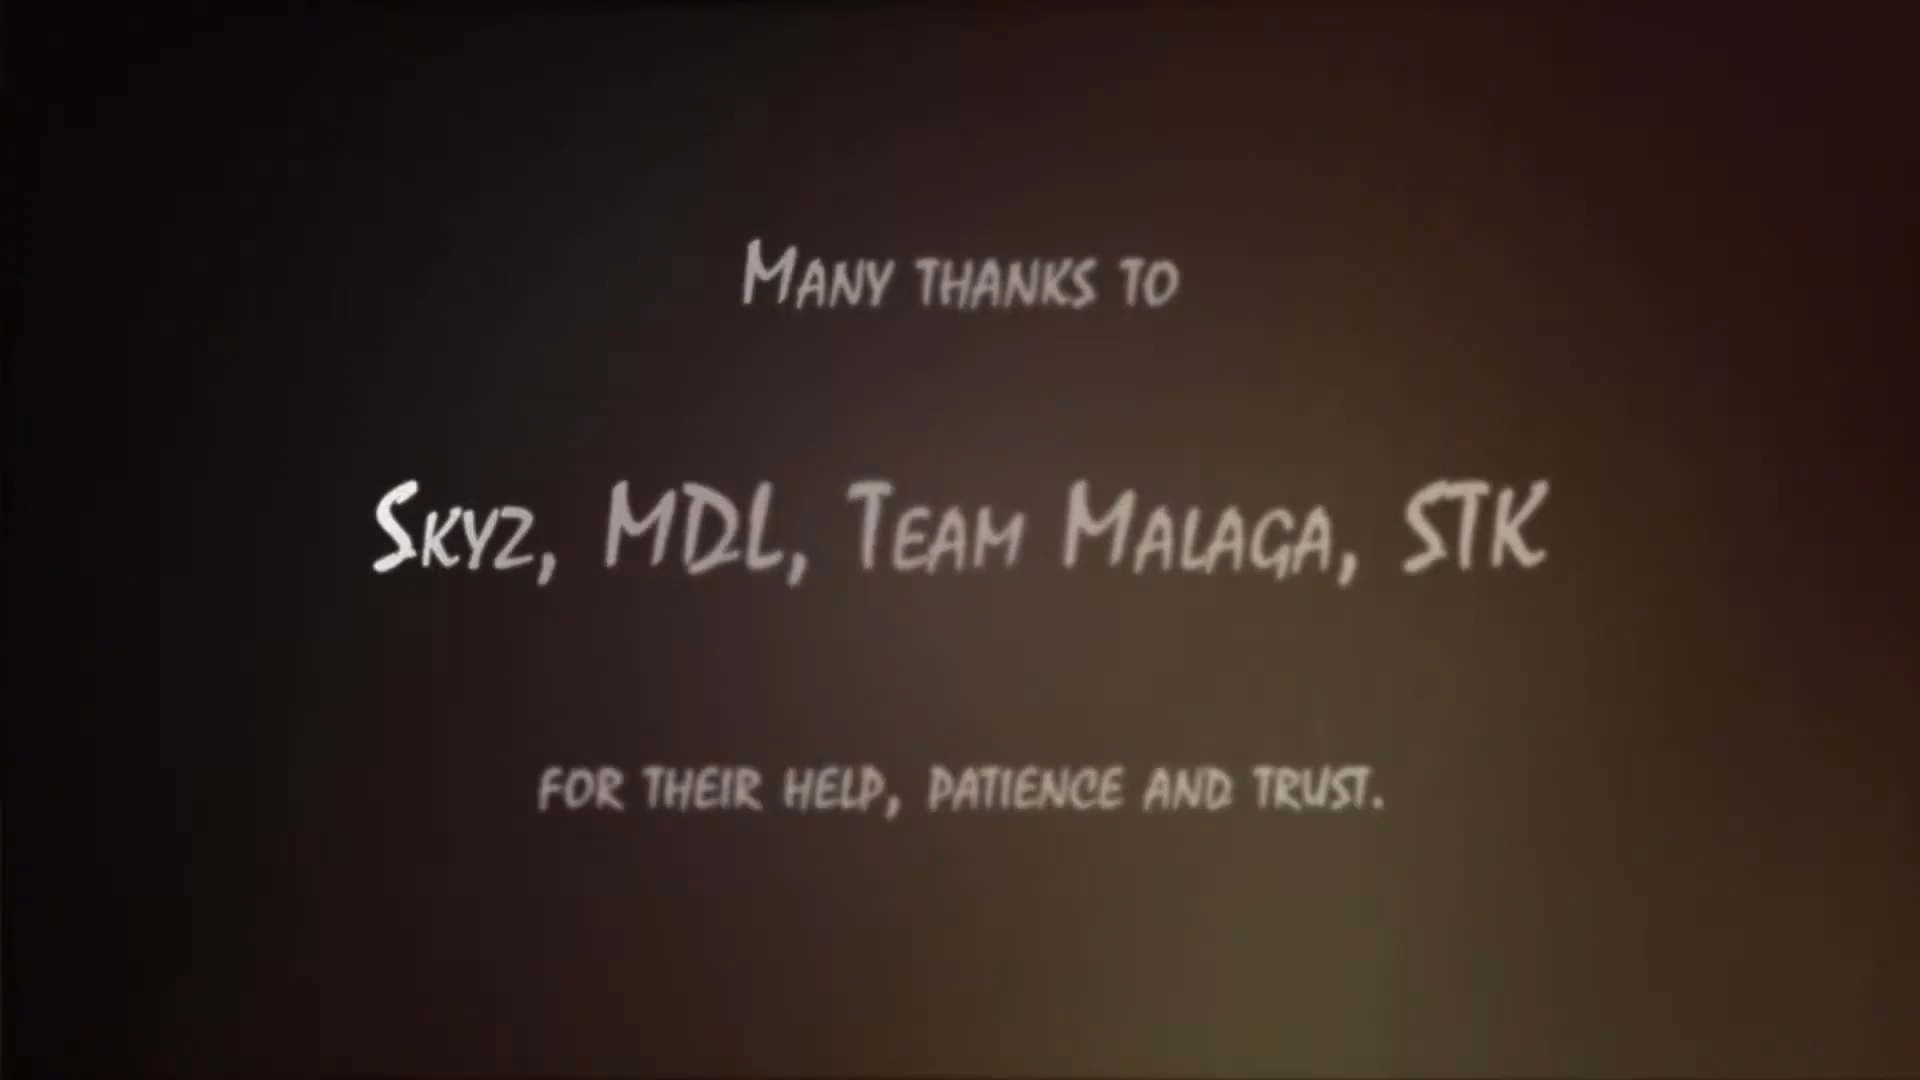 Many thanks to
Skyz, MDL, Team Malaga, STK
for their help, patience and trust.